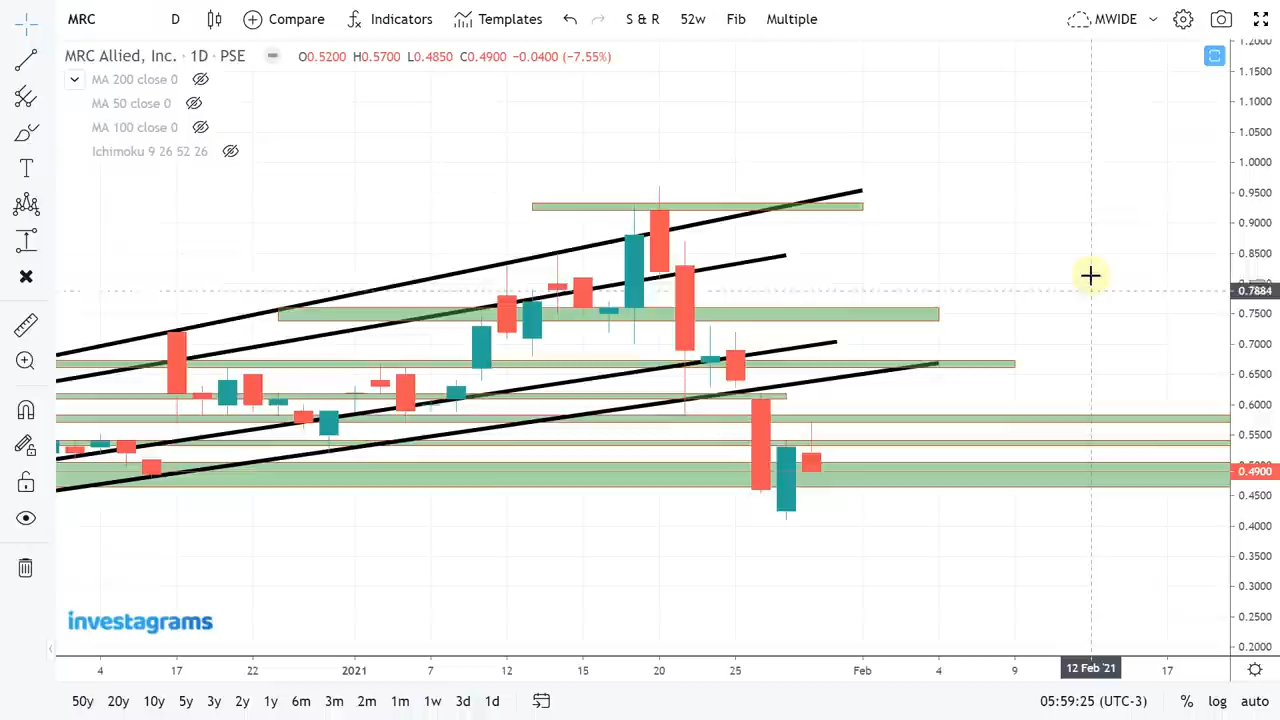 MRC D Compare Indicators Templates S & R 52w Fib Multiple MWIDE
MRC Allied, Inc. · 1D · PSE O0.5200 H0.5700 L0.4850 C0.4900 -0.0400 (-7.55%)
MA 200 close 0
MA 50 close 0
MA 100 close 0
Ichimoku 9 26 52 26
1.1500
1.1000
1.0500
1.0000
0.9500
0.9000
0.8500
0.7884
0.7500
0.7000
0.6500
0.6000
0.5500
0.4900
0.4500
0.4000
0.3500
0.3000
0.2500
0.2000
investagrams
4 17 22 2021 7 12 15 20 25 Feb 4 9 12 Feb '21 17
50y 20y 10y 5y 3y 2y 1y 6m 3m 2m 1m 1w 3d 1d 05:59:25 (UTC-3) % log auto